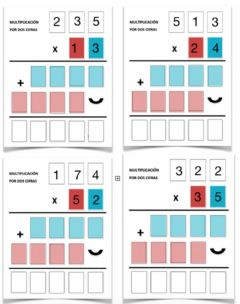 MULTIPLICACIÓN
POR DOS CIFRAS
2 3 5
x 1 3
+
MULTIPLICACIÓN
POR DOS CIFRAS
5 1 3
x 2 4
+
MULTIPLICACIÓN
POR DOS CIFRAS
1 7 4
x 5 2
+
MULTIPLICACIÓN
POR DOS CIFRAS
3 2 2
x 3 5
+